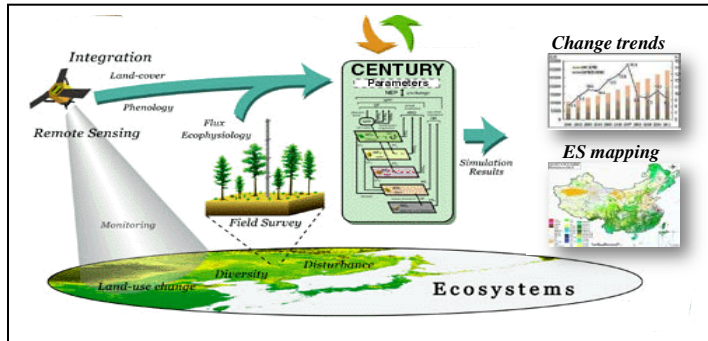 Integration
Land-cover
Phenology
Remote Sensing
Flux
Ecophysiology
Monitoring
Field Survey
CENTURY
Parameters
NEP
exchange
Simulation
Results
Change trends
ES mapping
Land-use change
Diversity
Disturbance
Ecosystems